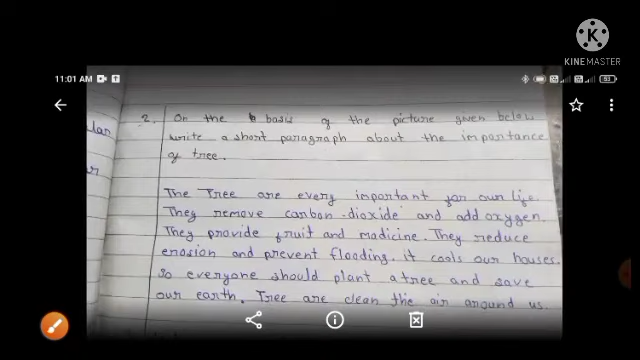 KINEMASTER
11:01 AM
53
2. On the basis of the picture given below
write a short paragraph about the importance
of tree.
The Tree are every important for our life.
They remove carbon-dioxide and add oxygen.
They provide fruit and madicine. They reduce
enosion and prevent flooding. it cools our houses.
so everyone should plant a tree and save
our earth. Tree are clean the air around us.